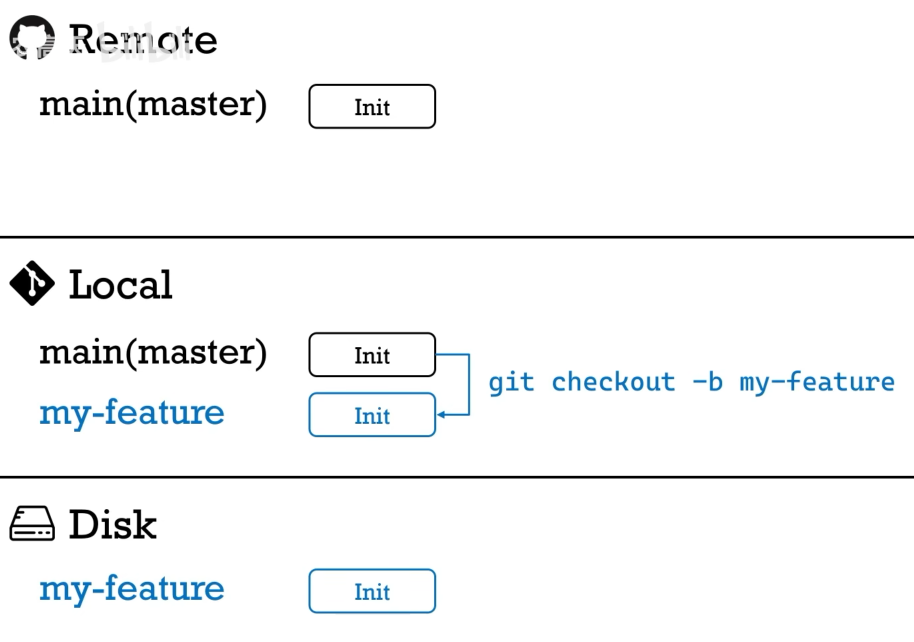 Remote
main(master) Init
Local
main(master) Init
git checkout -b my-feature
my-feature Init
Disk
my-feature Init